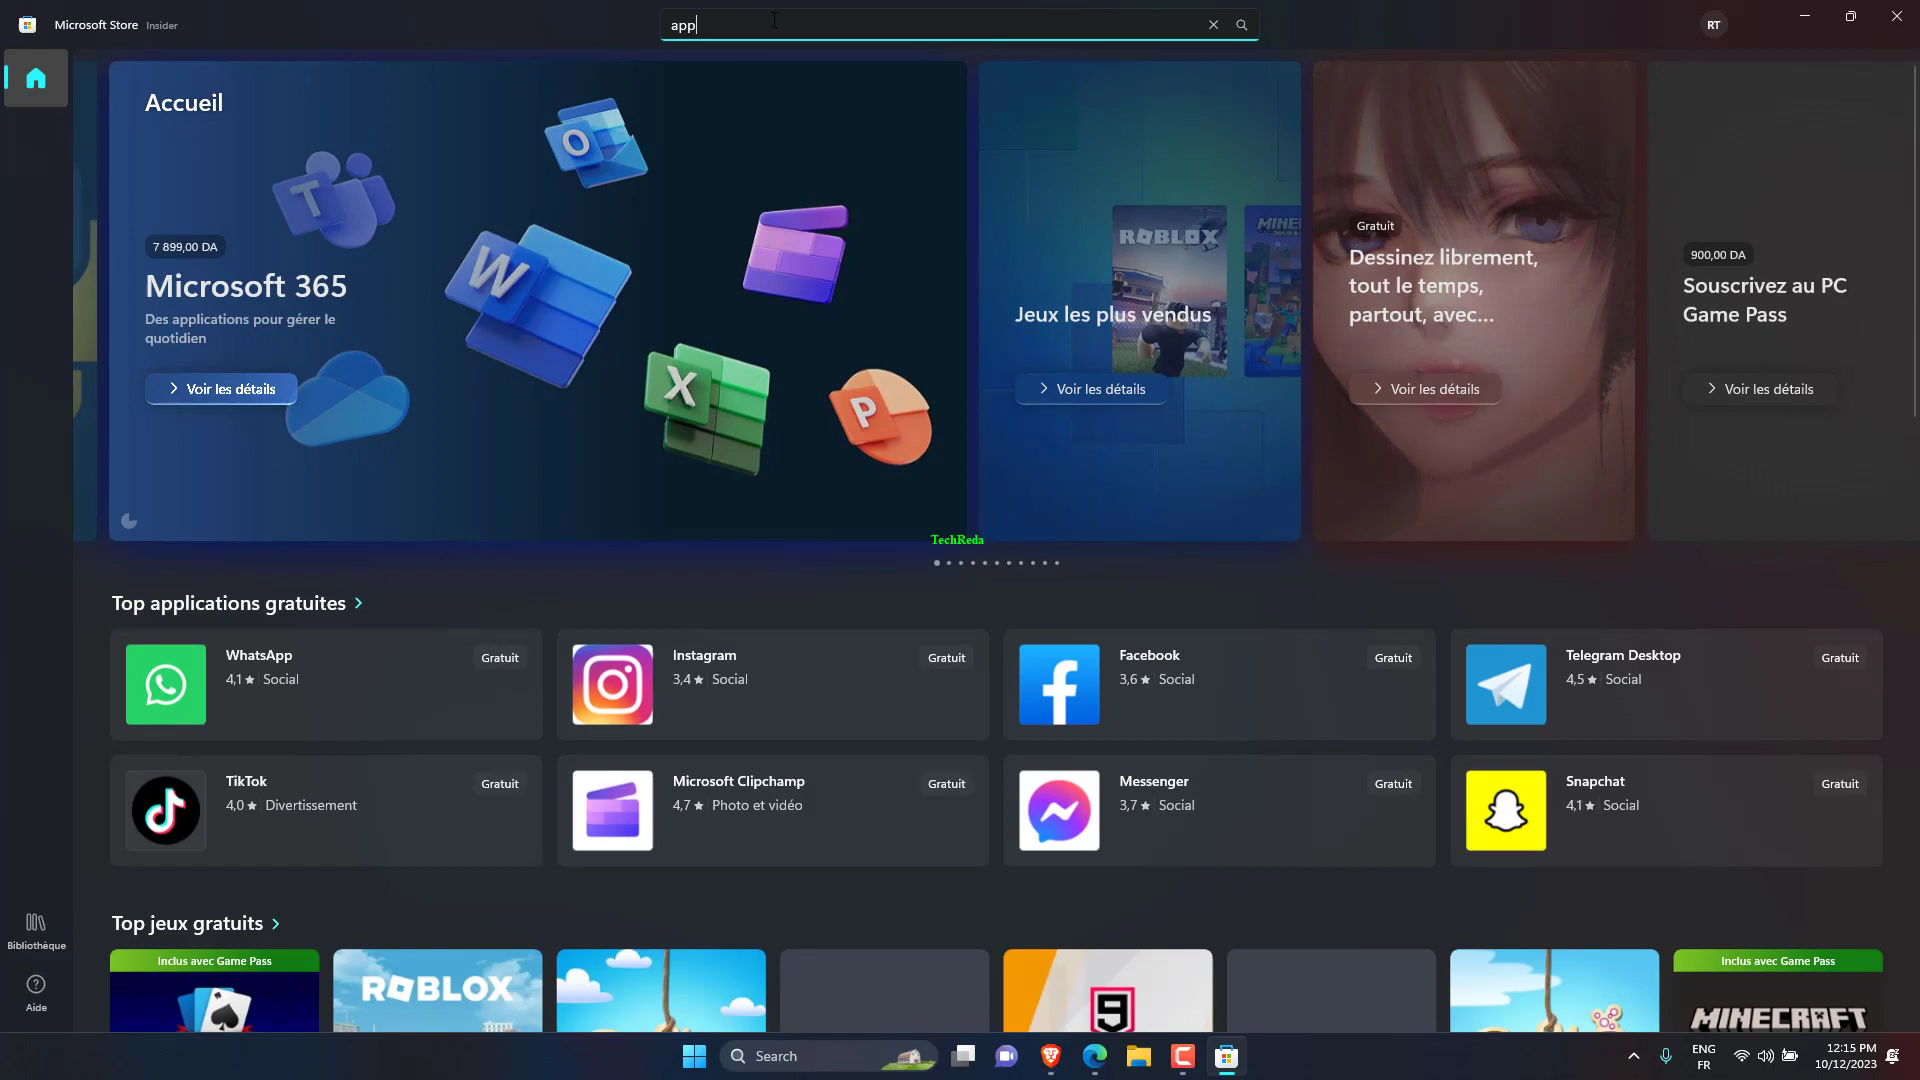 Microsoft Store Insider
app
RT
Accueil
7 899,00 DA
Microsoft 365
Des applications pour gérer le
quotidien
Voir les détails
T
O
W
X
P
ROBLOX
Jeux les plus vendus
Voir les détails
Gratuit
Dessinez librement,
tout le temps,
partout, avec...
Voir les détails
900,00 DA
Souscrivez au PC
Game Pass
Voir les détails
TechReda
Top applications gratuites
WhatsApp
Gratuit
4,1 ★ Social
Instagram
Gratuit
3,4 ★ Social
Facebook
Gratuit
3,6 ★ Social
Telegram Desktop
Gratuit
4,5 ★ Social
TikTok
Gratuit
4,0 ★ Divertissement
Microsoft Clipchamp
Gratuit
4,7 ★ Photo et vidéo
Messenger
Gratuit
3,7 ★ Social
Snapchat
Gratuit
4,1 ★ Social
Top jeux gratuits
Inclus avec Game Pass
ROBLOX
9
Inclus avec Game Pass
MINECRAFT
Bibliothèque
Aide
Search
ENG
FR
12:15 PM
10/12/2023